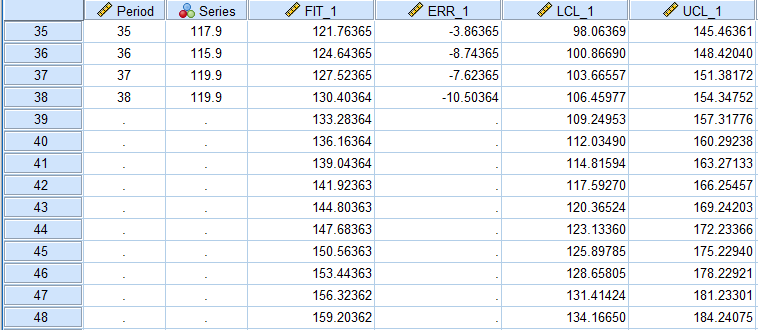 Period Series FIT_1 ERR_1 LCL_1 UCL_1
35 35 117.9 121.76365 -3.86365 98.06369 145.46361
36 36 115.9 124.64365 -8.74365 100.86690 148.42040
37 37 119.9 127.52365 -7.62365 103.66557 151.38172
38 38 119.9 130.40364 -10.50364 106.45977 154.34752
39 . . 133.28364 . 109.24953 157.31776
40 . . 136.16364 . 112.03490 160.29238
41 . . 139.04364 . 114.81594 163.27133
42 . . 141.92363 . 117.59270 166.25457
43 . . 144.80363 . 120.36524 169.24203
44 . . 147.68363 . 123.13360 172.23366
45 . . 150.56363 . 125.89785 175.22940
46 . . 153.44363 . 128.65805 178.22921
47 . . 156.32362 . 131.41424 181.23301
48 . . 159.20362 . 134.16650 184.24075